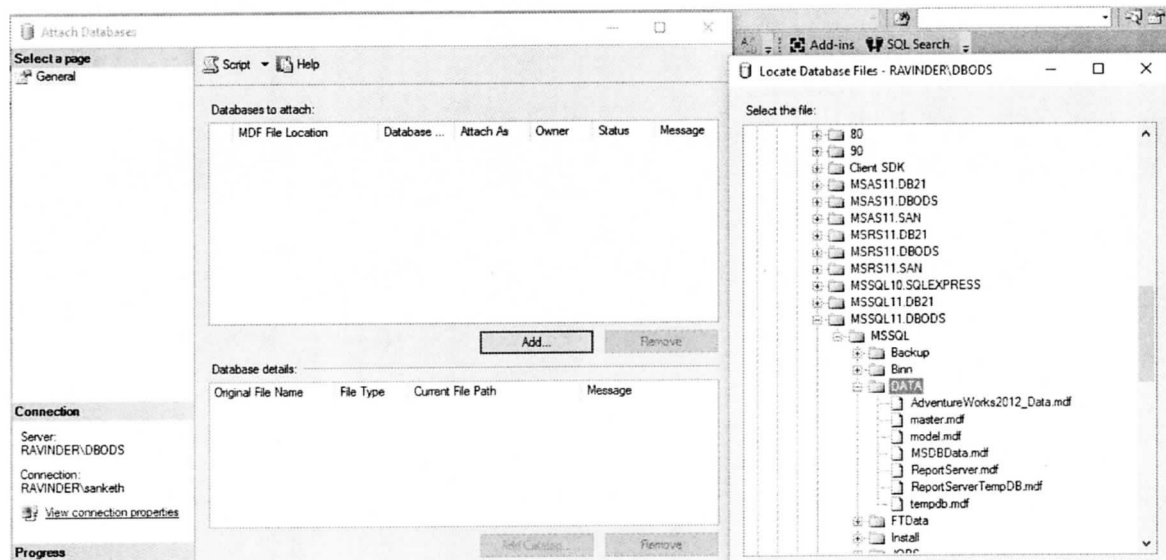 Attach Databases
Select a page
General
Script
Help
Databases to attach:
MDF File Location
Database ...
Attach As
Owner
Status
Message
Add...
Remove
Database details:
Original File Name
File Type
Current File Path
Message
Connection
Server:
RAVINDER\DBODS
Connection:
RAVINDER\sanketh
View connection properties
Progress
Add Catalog...
Remove
Add-ins
SQL Search
Locate Database Files - RAVINDER\DBODS
Select the file:
80
90
Client SDK
MSAS11.DB21
MSAS11.DBODS
MSAS11.SAN
MSRS11.DB21
MSRS11.DBODS
MSRS11.SAN
MSSQL10.SQLEXPRESS
MSSQL11.DB21
MSSQL11.DBODS
MSSQL
Backup
Binn
DATA
AdventureWorks2012_Data.mdf
master.mdf
model.mdf
MSDBData.mdf
ReportServer.mdf
ReportServerTempDB.mdf
tempdb.mdf
FTData
Install